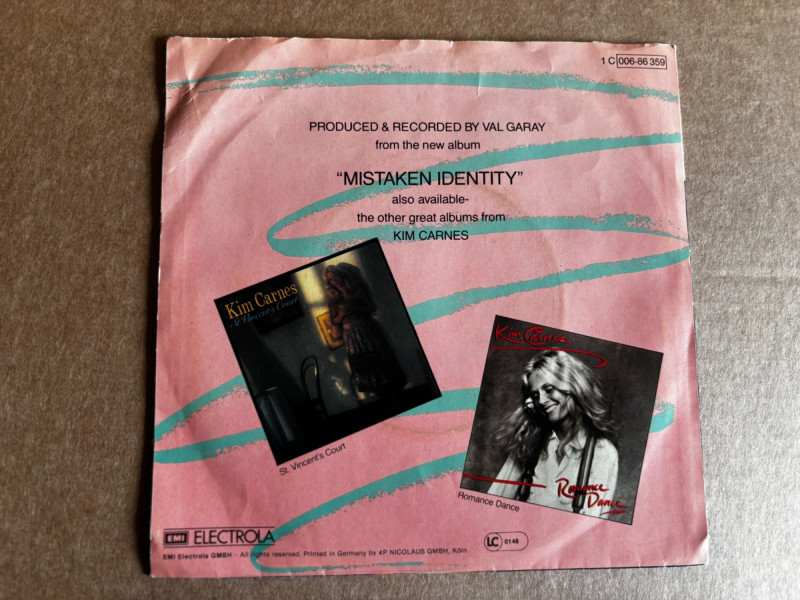 1 C 006-86 359
PRODUCED & RECORDED BY VAL GARAY
from the new album
“MISTAKEN IDENTITY”
also available-
the other great albums from
KIM CARNES
Kim Carnes
St. Vincent's Court
St. Vincent's Court
Kim Carnes
Romance
Dance
Romance Dance
EMI ELECTROLA
EMI Electrola GMBH · All rights reserved. Printed in Germany by 4P NICOLAUS GMBH, Köln
LC 0148